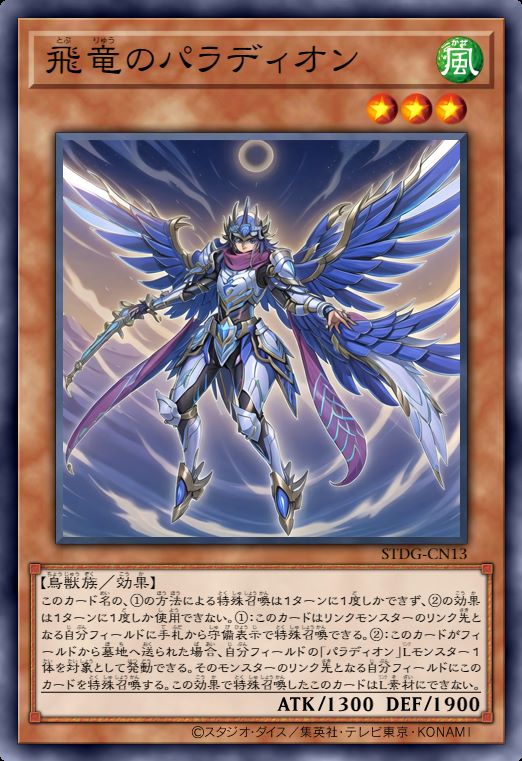 飛竜のパラディオン
風
STDG-CN13
【鳥獣族／効果】
このカード名の、①の方法による特殊召喚は1ターンに1度しかできず、②の効果
は1ターンに1度しか使用できない。①：このカードはリンクモンスターのリンク先と
なる自分フィールドに手札から守備表示で特殊召喚できる。②：このカードがフィ
ールドから墓地へ送られた場合、自分フィールドの「パラディオン」Lモンスター１
体を対象として発動できる。そのモンスターのリンク先となる自分フィールドにこの
カードを特殊召喚する。この効果で特殊召喚したこのカードはL素材にできない。
ATK/1300 DEF/1900
©スタジオ・ダイス／集英社・テレビ東京・KONAMI